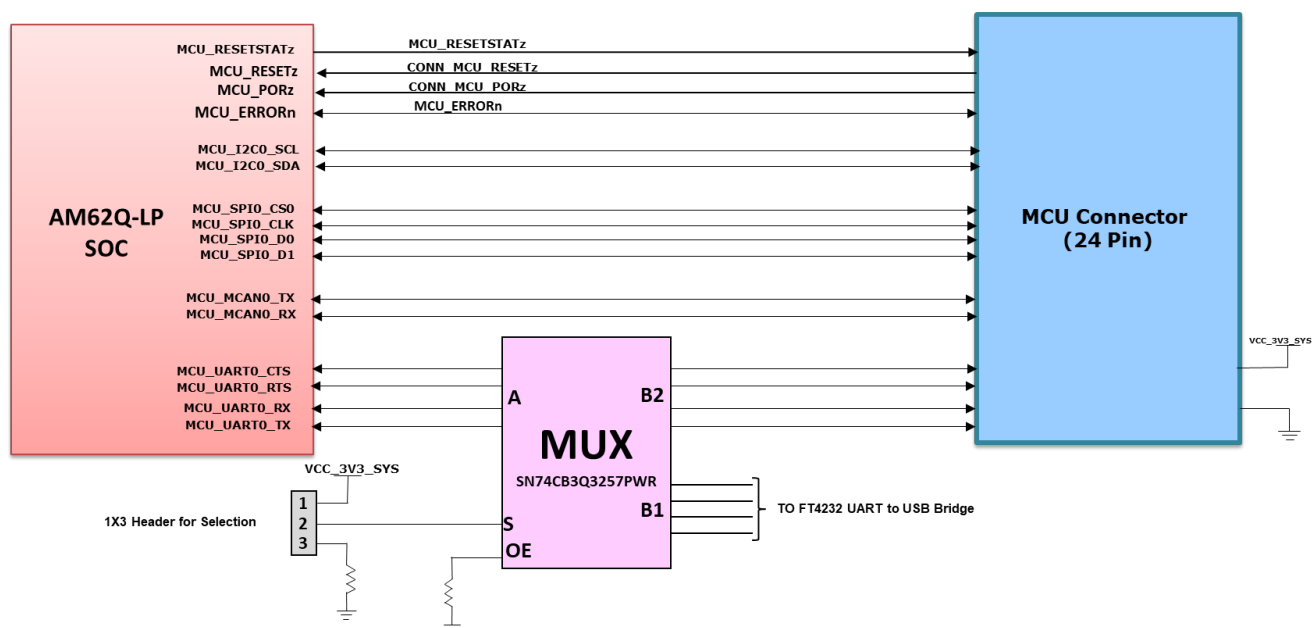 MCU_RESETSTATz
MCU_RESETSTATz
MCU_RESETz
CONN_MCU_RESETz
MCU_PORz
CONN_MCU_PORz
MCU_ERRORn
MCU_ERRORn
MCU_I2C0_SCL
MCU_I2C0_SDA
AM62Q-LP
SOC
MCU_SPI0_CS0
MCU_SPI0_CLK
MCU_SPI0_D0
MCU_SPI0_D1
MCU Connector
(24 Pin)
MCU_MCAN0_TX
MCU_MCAN0_RX
VCC_3V3_SYS
MCU_UART0_CTS
MCU_UART0_RTS
MCU_UART0_RX
MCU_UART0_TX
A
B2
MUX
SN74CB3Q3257PWR
B1
S
OE
TO FT4232 UART to USB Bridge
VCC_3V3_SYS
1X3 Header for Selection
1
2
3